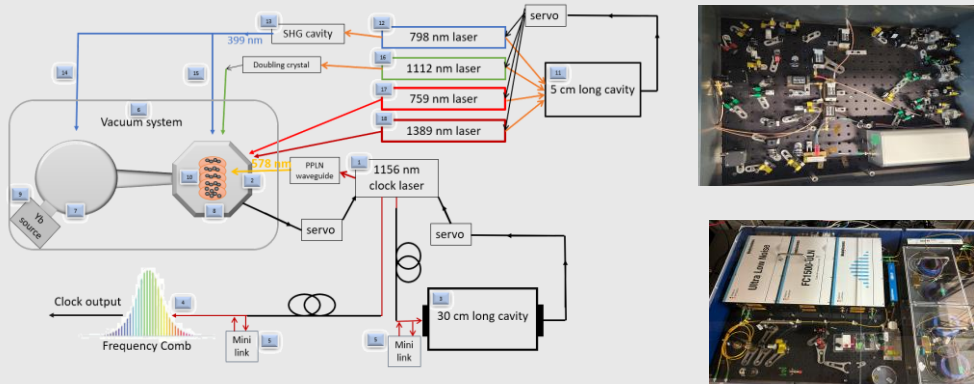 13
SHG cavity
399 nm
12
798 nm laser
servo
14
15
Doubling crystal
16
1112 nm laser
11
5 cm long cavity
17
759 nm laser
6
Vacuum system
18
1389 nm laser
578 nm
PPLN
waveguide
1
1156 nm
clock laser
10
2
9
Yb
source
7
8
servo
servo
Clock output
4
Frequency Comb
5
Mini
link
3
30 cm long cavity
5
Mini
link
Ultra Low Noise
FC1500-ULN